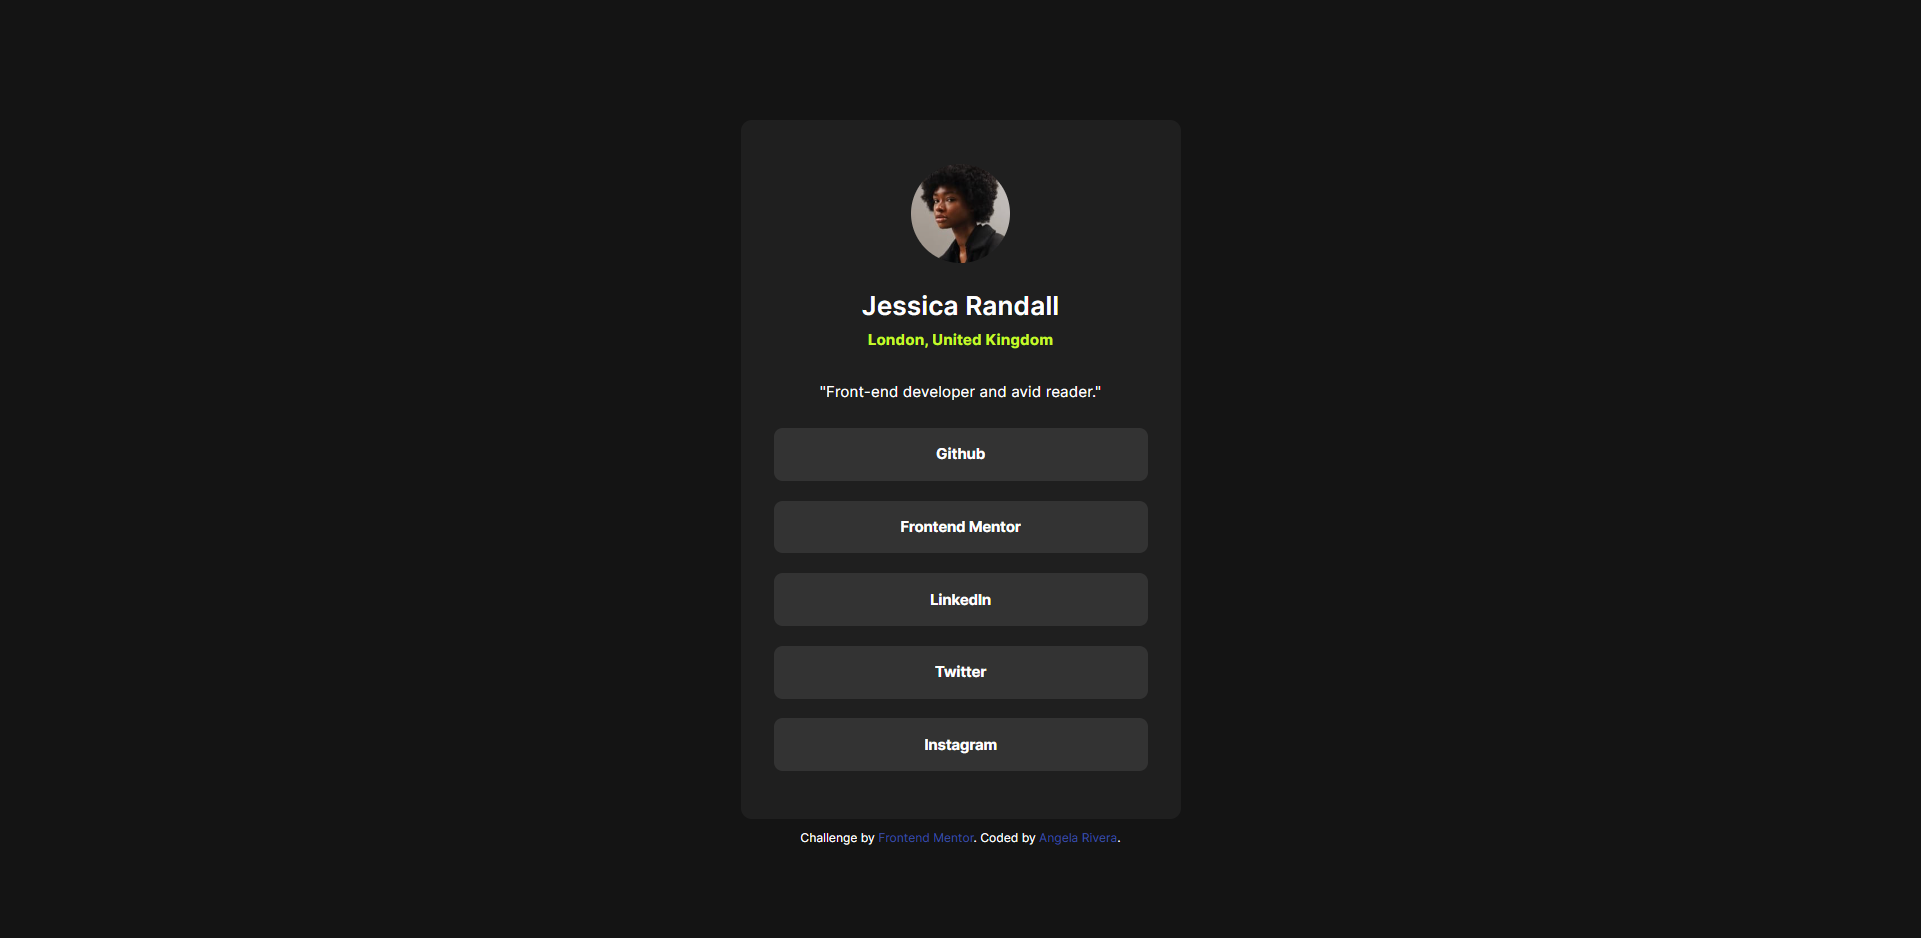 Jessica Randall
London, United Kingdom
"Front-end developer and avid reader."
Github
Frontend Mentor
LinkedIn
Twitter
Instagram
Challenge by Frontend Mentor. Coded by Angela Rivera.